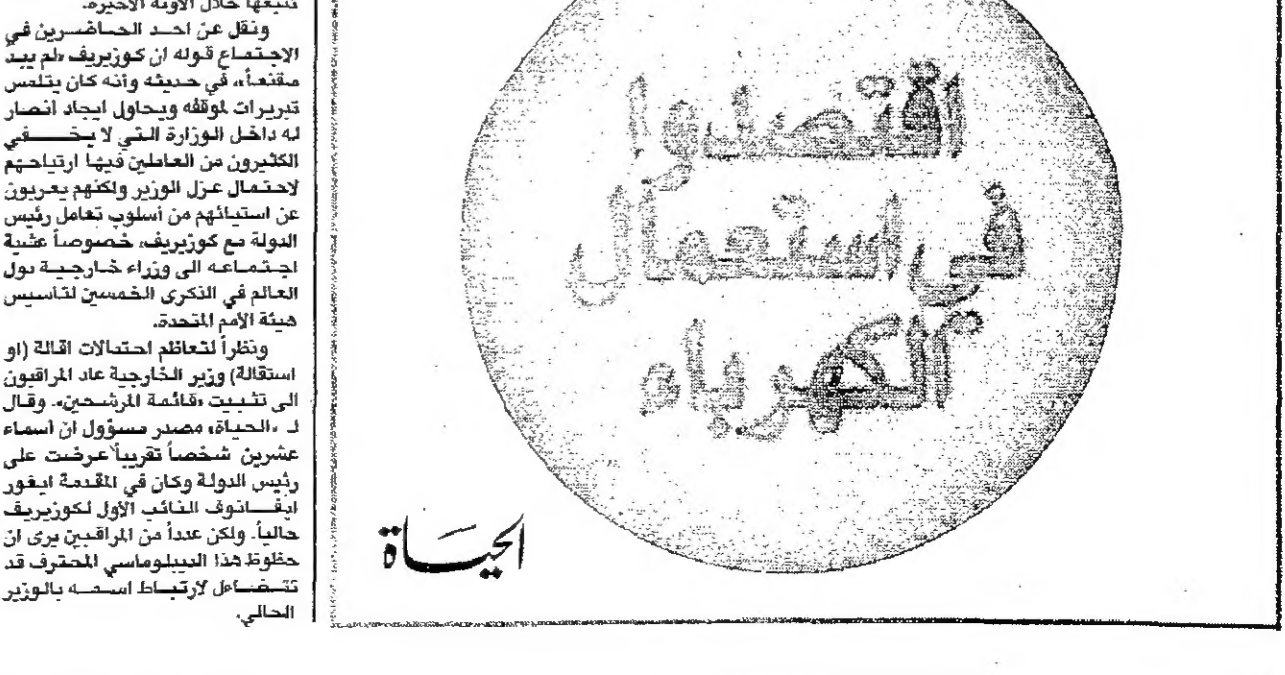 تتبعها خلال الآونة الأخيرة.
ونقل عن احد الحاضرين في
الاجتماع قوله ان كوزيريف «لم يبد
مقنعاً» في حديثه وأنه كان يتلمس
تبريرات لموقفه ويحاول ايجاد انصار
له داخل الوزارة التي لا يخفي
الكثيرون من العاملين فيها ارتياحهم
لاحتمال عزل الوزير ولكنهم يعربون
عن استيائهم من أسلوب تعامل رئيس
الدولة مع كوزيريف، خصوصاً عشية
اجتماعه الى وزراء خارجية دول
العالم في الذكرى الخمسين لتأسيس
هيئة الأمم المتحدة.
ونظراً لتعاظم احتمالات اقالة (او
استقالة) وزير الخارجية عاد المراقبون
الى تثبيت «قائمة المرشحين». وقال
لـ «الحياة» مصدر مسؤول ان اسماء
عشرين شخصاً تقريباً عرضت على
رئيس الدولة وكان في المقدمة ايغور
ايفانوف النائب الأول لكوزيريف
حالياً. ولكن عدداً من المراقبين يرى ان
حظوظ هذا الديبلوماسي المحترف قد
تتضاءل لارتباط اسمه بالوزير
الحالي.
اقتصدوا
في استعمال
الكهرباء
الحياة